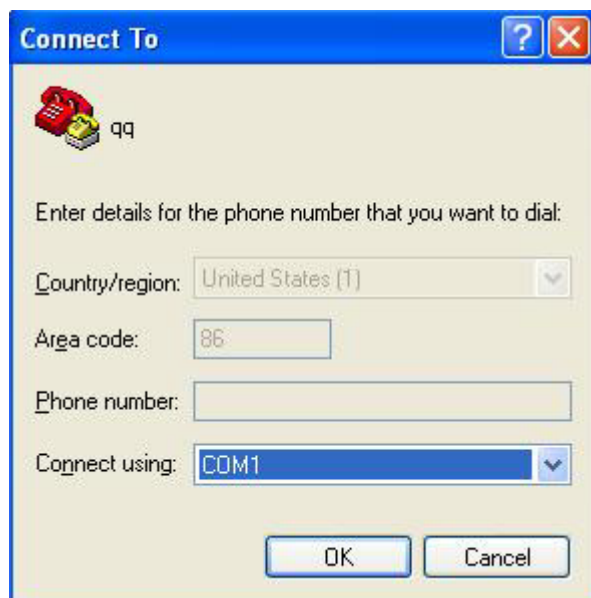 Connect To
qq
Enter details for the phone number that you want to dial:
Country/region: United States (1)
Area code: 86
Phone number:
Connect using: COM1
OK Cancel